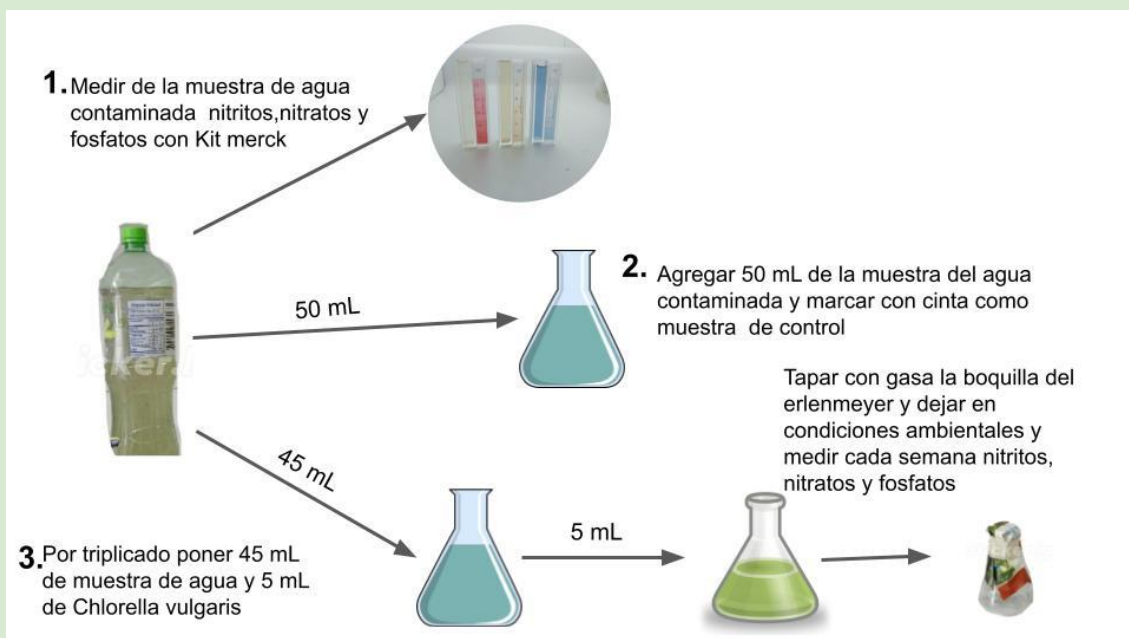 1. Medir de la muestra de agua
contaminada nitritos,nitratos y
fosfatos con Kit merck
50 mL
2. Agregar 50 mL de la muestra del agua
contaminada y marcar con cinta como
muestra de control
45 mL
3. Por triplicado poner 45 mL
de muestra de agua y 5 mL
de Chlorella vulgaris
5 mL
Tapar con gasa la boquilla del
erlenmeyer y dejar en
condiciones ambientales y
medir cada semana nitritos,
nitratos y fosfatos